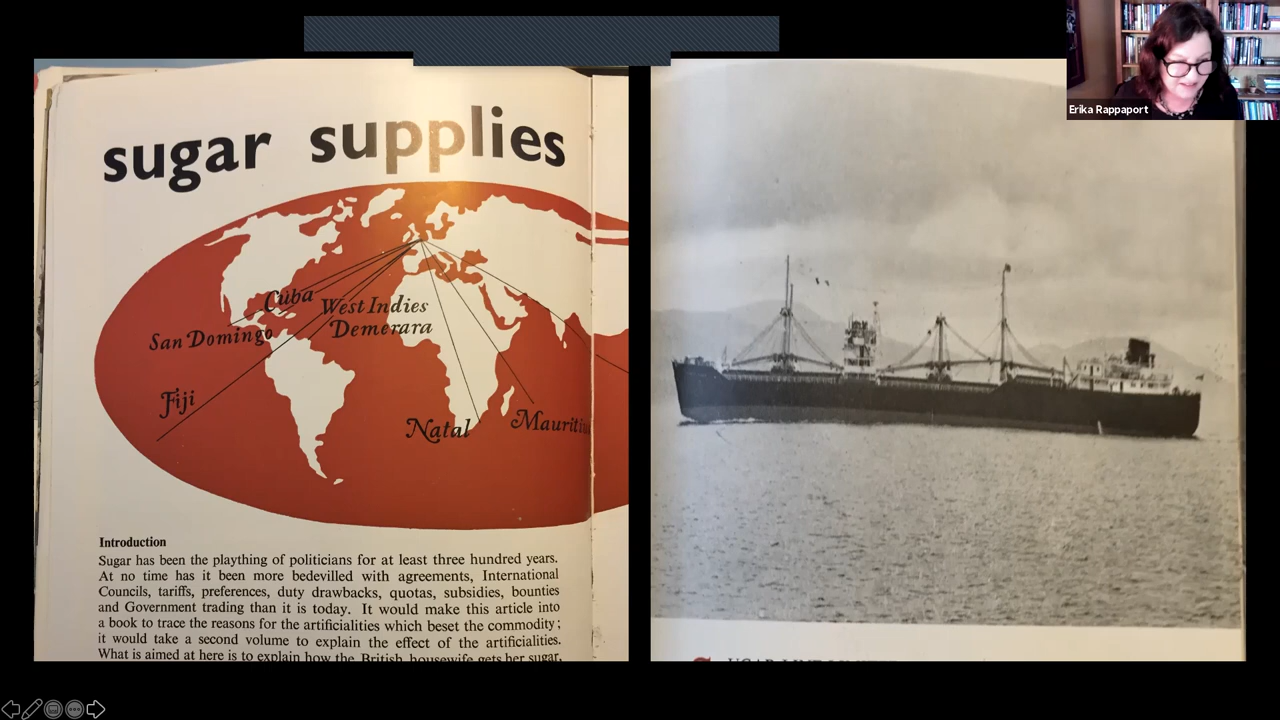 sugar supplies
Cuba
West Indies
San Domingo
Demerara
Fiji
Natal
Introduction
Sugar has been the plaything of politicians for at least three hundred years.
At no time has it been more bedevilled with agreements, International
Councils, tariffs, preferences, duty drawbacks, quotas, subsidies, bounties
and Government trading than it is today. It would make this article into
a book to trace the reasons for the artificialities which beset the commodity;
it would take a second volume to explain the effect of the artificialities.
What is aimed at here is to explain how the British housewife gets her sugar,
Erika Rappaport